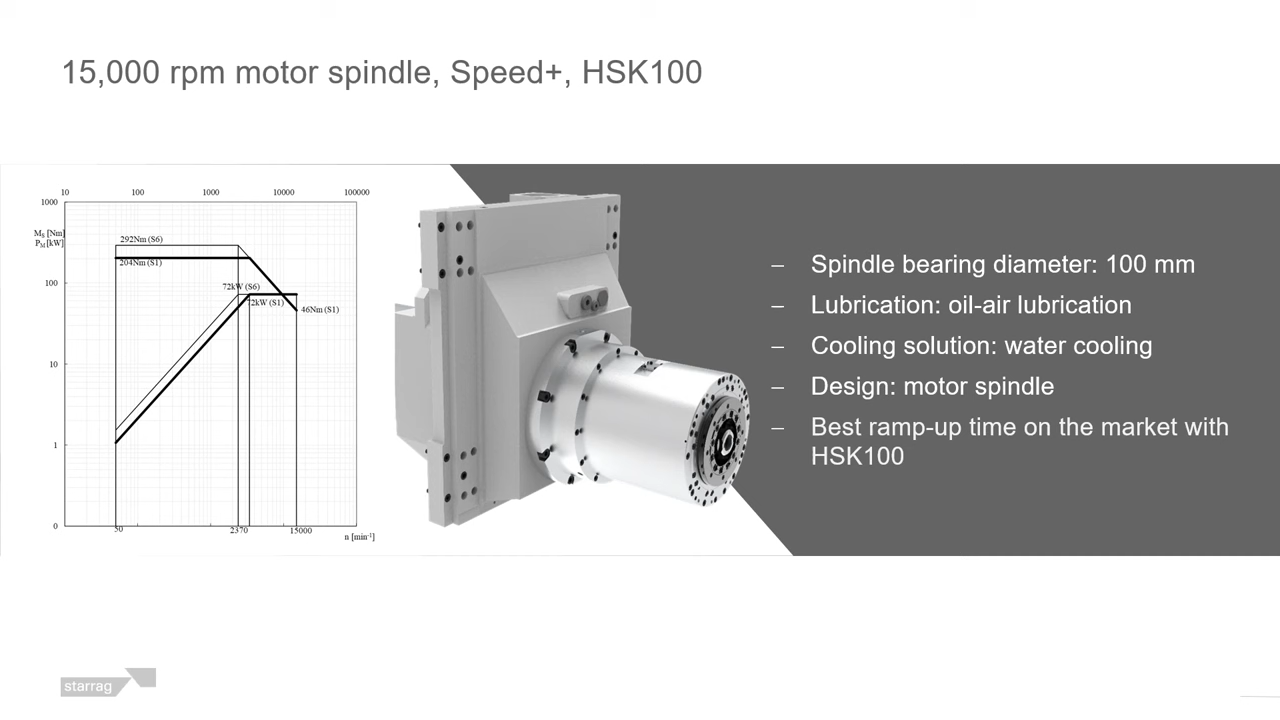 15,000 rpm motor spindle, Speed+, HSK100
10 100 1000 10000 100000
1000
MS [Nm]
PM [kW]
292Nm (S6)
204Nm (S1)
100
72kW (S6)
46Nm (S1)
10
1
0
50 2370 15000
n [min-1]
– Spindle bearing diameter: 100 mm
– Lubrication: oil-air lubrication
– Cooling solution: water cooling
– Design: motor spindle
– Best ramp-up time on the market with
HSK100
starrag